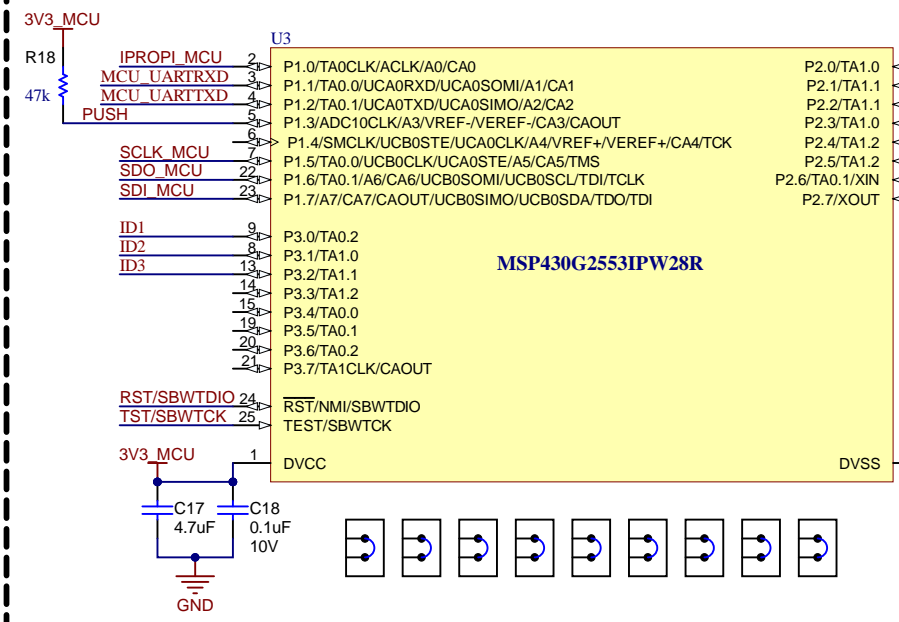 3V3_MCU
U3
R18
47k
IPROPI_MCU 2 P1.0/TA0CLK/ACLK/A0/CA0 P2.0/TA1.0
MCU_UARTRXD 3 P1.1/TA0.0/UCA0RXD/UCA0SOMI/A1/CA1 P2.1/TA1.1
MCU_UARTTXD 4 P1.2/TA0.1/UCA0TXD/UCA0SIMO/A2/CA2 P2.2/TA1.1
PUSH 5 P1.3/ADC10CLK/A3/VREF-/VEREF-/CA3/CAOUT P2.3/TA1.0
6 P1.4/SMCLK/UCB0STE/UCA0CLK/A4/VREF+/VEREF+/CA4/TCK P2.4/TA1.2
SCLK_MCU 7 P1.5/TA0.0/UCB0CLK/UCA0STE/A5/CA5/TMS P2.5/TA1.2
SDO_MCU 22 P1.6/TA0.1/A6/CA6/UCB0SOMI/UCB0SCL/TDI/TCLK P2.6/TA0.1/XIN
SDI_MCU 23 P1.7/A7/CA7/CAOUT/UCB0SIMO/UCB0SDA/TDO/TDI P2.7/XOUT
ID1 9 P3.0/TA0.2
ID2 8 P3.1/TA1.0
ID3 13 P3.2/TA1.1
MSP430G2553IPW28R
14 P3.3/TA1.2
15 P3.4/TA0.0
19 P3.5/TA0.1
20 P3.6/TA0.2
21 P3.7/TA1CLK/CAOUT
RST/SBWTDIO 24 RST/NMI/SBWTDIO
TST/SBWTCK 25 TEST/SBWTCK
3V3_MCU 1 DVCC DVSS
C17 C18
4.7uF 0.1uF
10V
GND